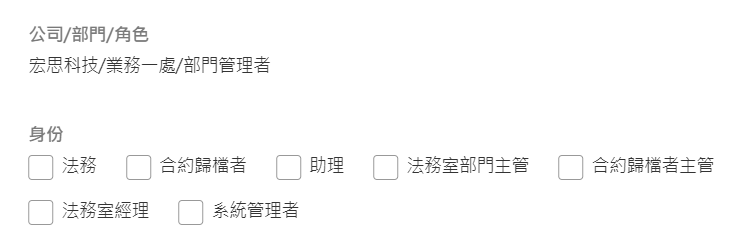 公司/部門/角色
宏思科技/業務一處/部門管理者
身份
法務 合約歸檔者 助理 法務室部門主管 合約歸檔者主管
法務室經理 系統管理者